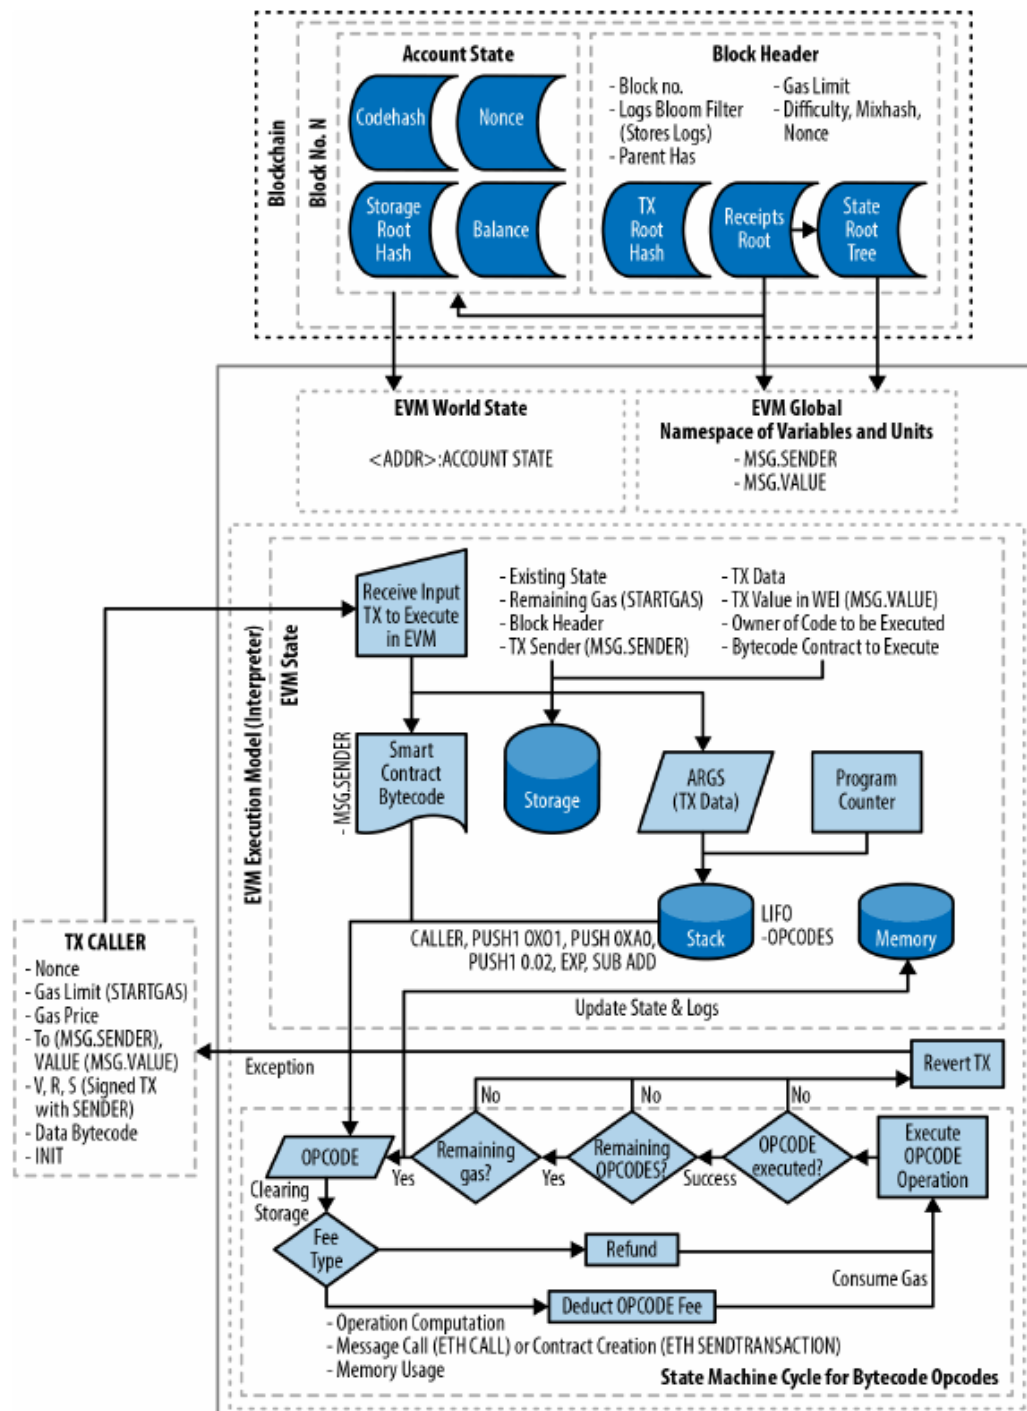 Blockchain
Block No. N
Account State
Codehash
Nonce
Storage
Root
Hash
Balance
Block Header
- Block no.
- Logs Bloom Filter
(Stores Logs)
- Parent Has
- Gas Limit
- Difficulty, Mixhash,
Nonce
TX
Root
Hash
Receipts
Root
State
Root
Tree
EVM World State
<ADDR>:ACCOUNT STATE
EVM Global
Namespace of Variables and Units
- MSG.SENDER
- MSG.VALUE
EVM Execution Model (Interpreter)
EVM State
Receive Input
TX to Execute
in EVM
- Existing State
- Remaining Gas (STARTGAS)
- Block Header
- TX Sender (MSG.SENDER)
- TX Data
- TX Value in WEI (MSG.VALUE)
- Owner of Code to be Executed
- Bytecode Contract to Execute
- MSG.SENDER
Smart
Contract
Bytecode
Storage
ARGS
(TX Data)
Program
Counter
Stack
LIFO
-OPCODES
Memory
CALLER, PUSH1 0X01, PUSH 0XA0,
PUSH1 0.02, EXP, SUB ADD
Update State & Logs
TX CALLER
- Nonce
- Gas Limit (STARTGAS)
- Gas Price
- To (MSG.SENDER),
VALUE (MSG.VALUE)
- V, R, S (Signed TX
with SENDER)
- Data Bytecode
- INIT
Exception
Revert TX
No
No
No
OPCODE
Yes
Remaining
gas?
Yes
Remaining
OPCODES?
Success
OPCODE
executed?
Execute
OPCODE
Operation
Clearing
Storage
Fee
Type
Refund
Consume Gas
Deduct OPCODE Fee
- Operation Computation
- Message Call (ETH CALL) or Contract Creation (ETH SENDTRANSACTION)
- Memory Usage
State Machine Cycle for Bytecode Opcodes